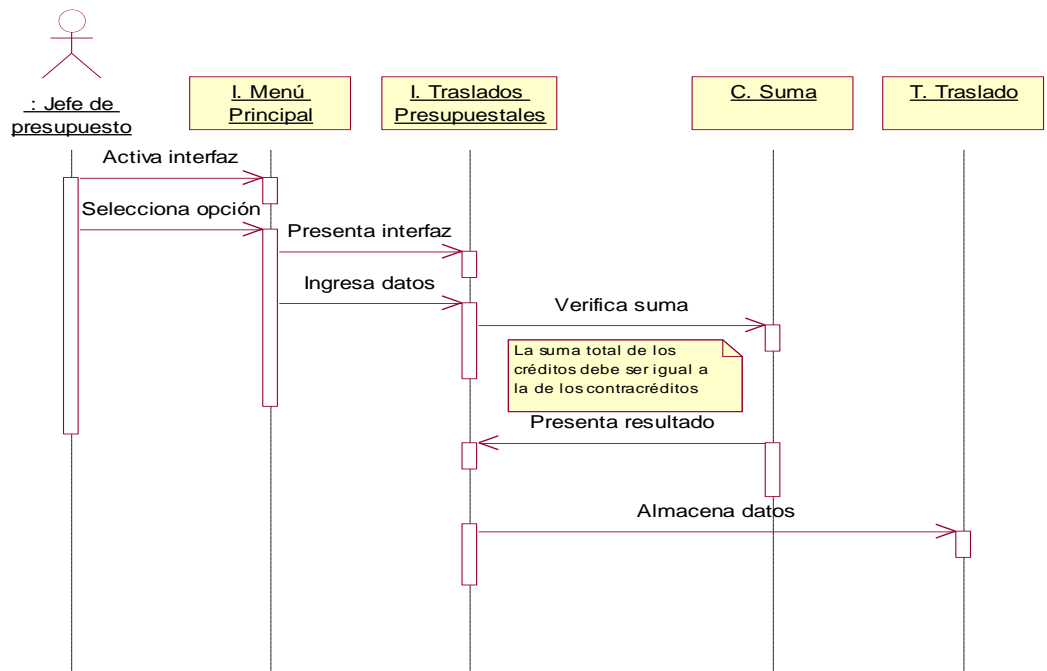 : Jefe de
presupuesto
I. Menú
Principal
I. Traslados
Presupuestales
C. Suma
T. Traslado
Activa interfaz
Selecciona opción
Presenta interfaz
Ingresa datos
Verifica suma
La suma total de los
créditos debe ser igual a
la de los contracréditos
Presenta resultado
Almacena datos